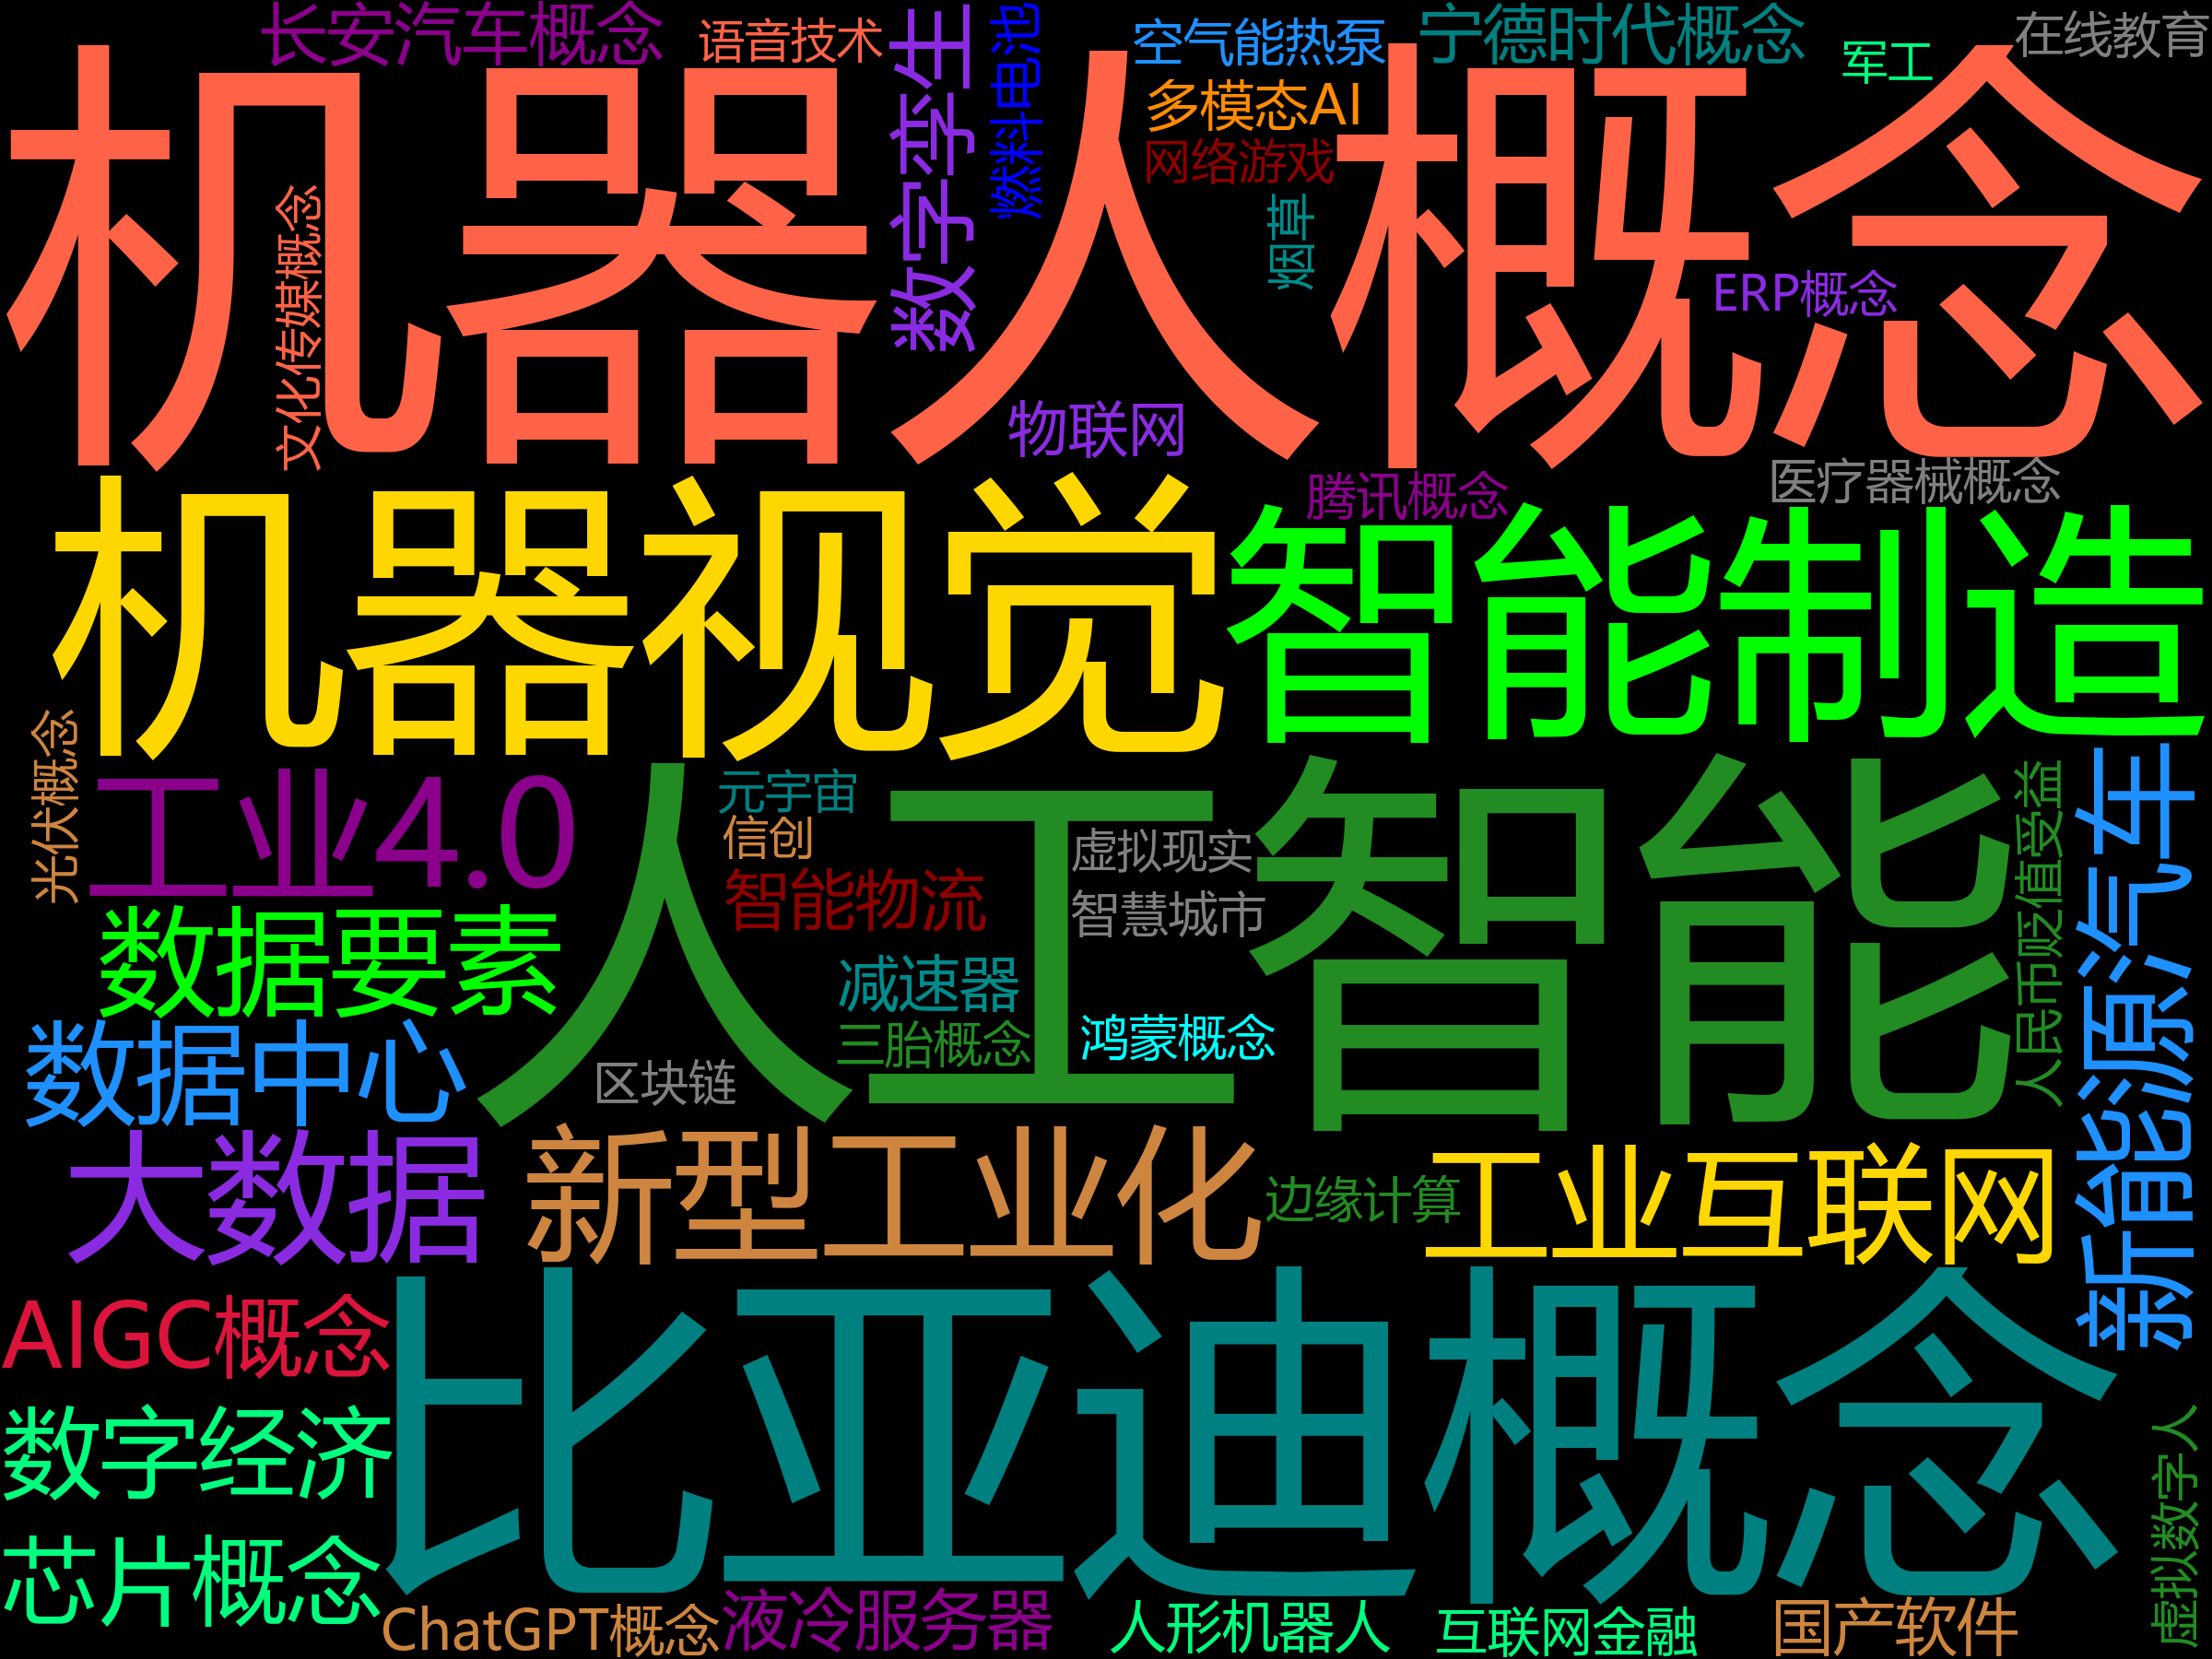 长安汽车概念
语音技术
数字孪生
燃料电池
空气能热泵
宁德时代概念
军工
在线教育
多模态AI
网络游戏
机器人概念
文化传媒概念
烟草
ERP概念
物联网
腾讯概念
医疗器械概念
机器视觉
智能制造
光伏概念
工业4.0
元宇宙
信创
虚拟现实
人工智能
人民币贬值受益
新能源汽车
智能物流
智慧城市
数据要素
减速器
数据中心
三胎概念
鸿蒙概念
区块链
大数据
新型工业化
边缘计算
工业互联网
AIGC概念
比亚迪概念
数字经济
虚拟数字人
芯片概念
ChatGPT概念
液冷服务器
人形机器人
互联网金融
国产软件